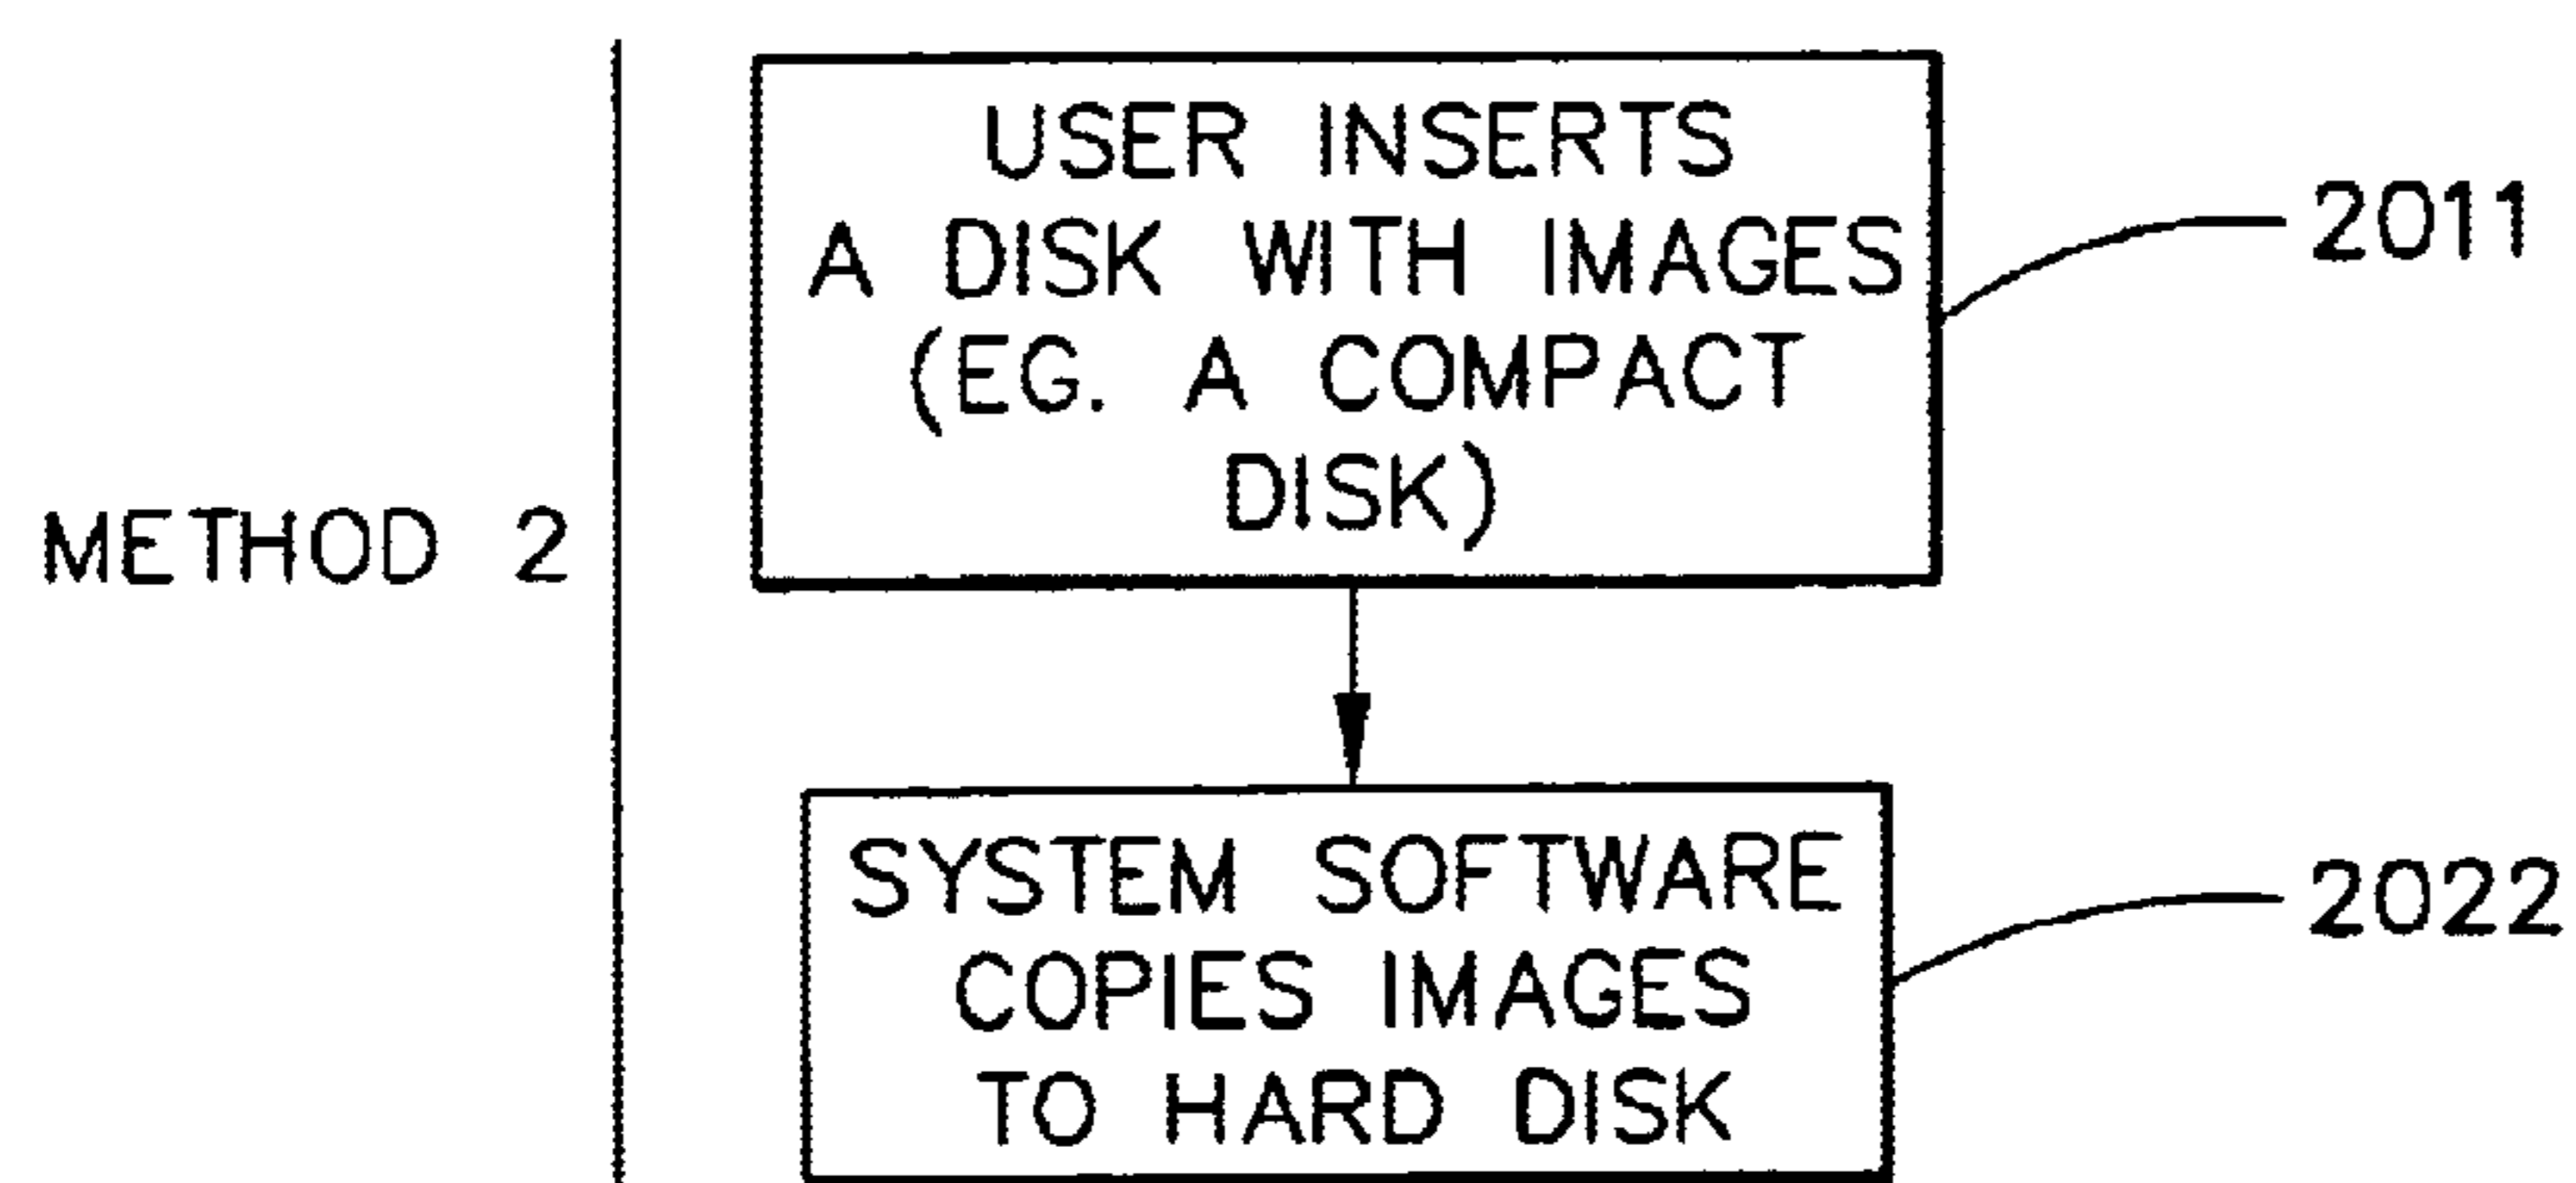 METHOD 2
USER INSERTS
A DISK WITH IMAGES
(EG. A COMPACT
DISK)
2011
SYSTEM SOFTWARE
COPIES IMAGES
TO HARD DISK
2022